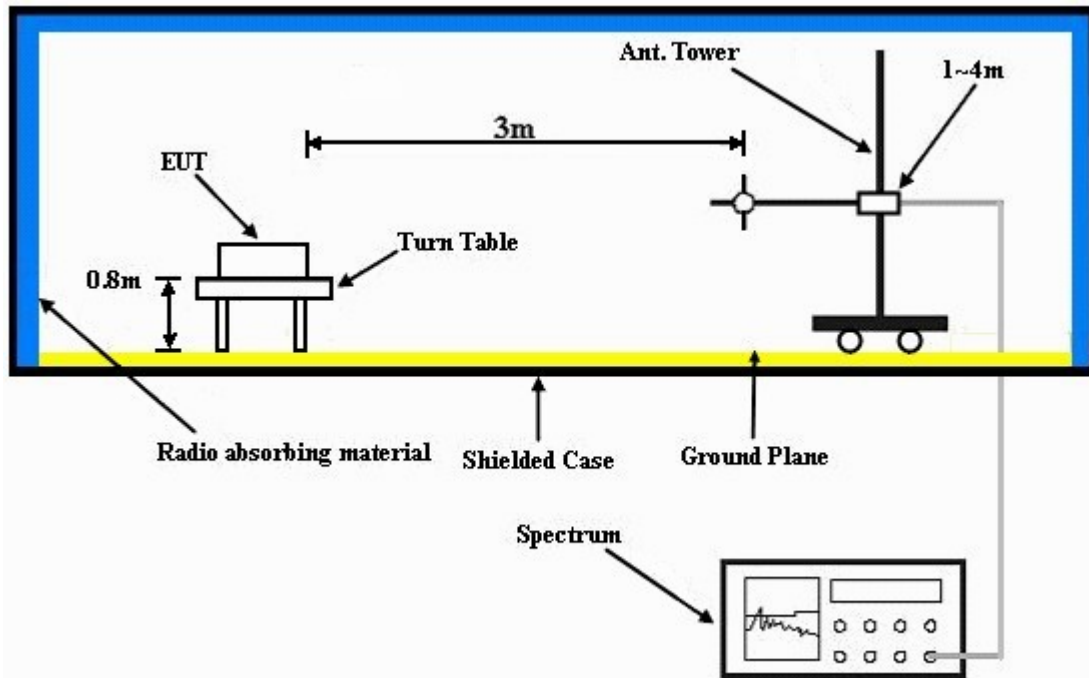 Ant. Tower
1~4m
3m
EUT
Turn Table
0.8m
Radio absorbing material
Shielded Case
Ground Plane
Spectrum